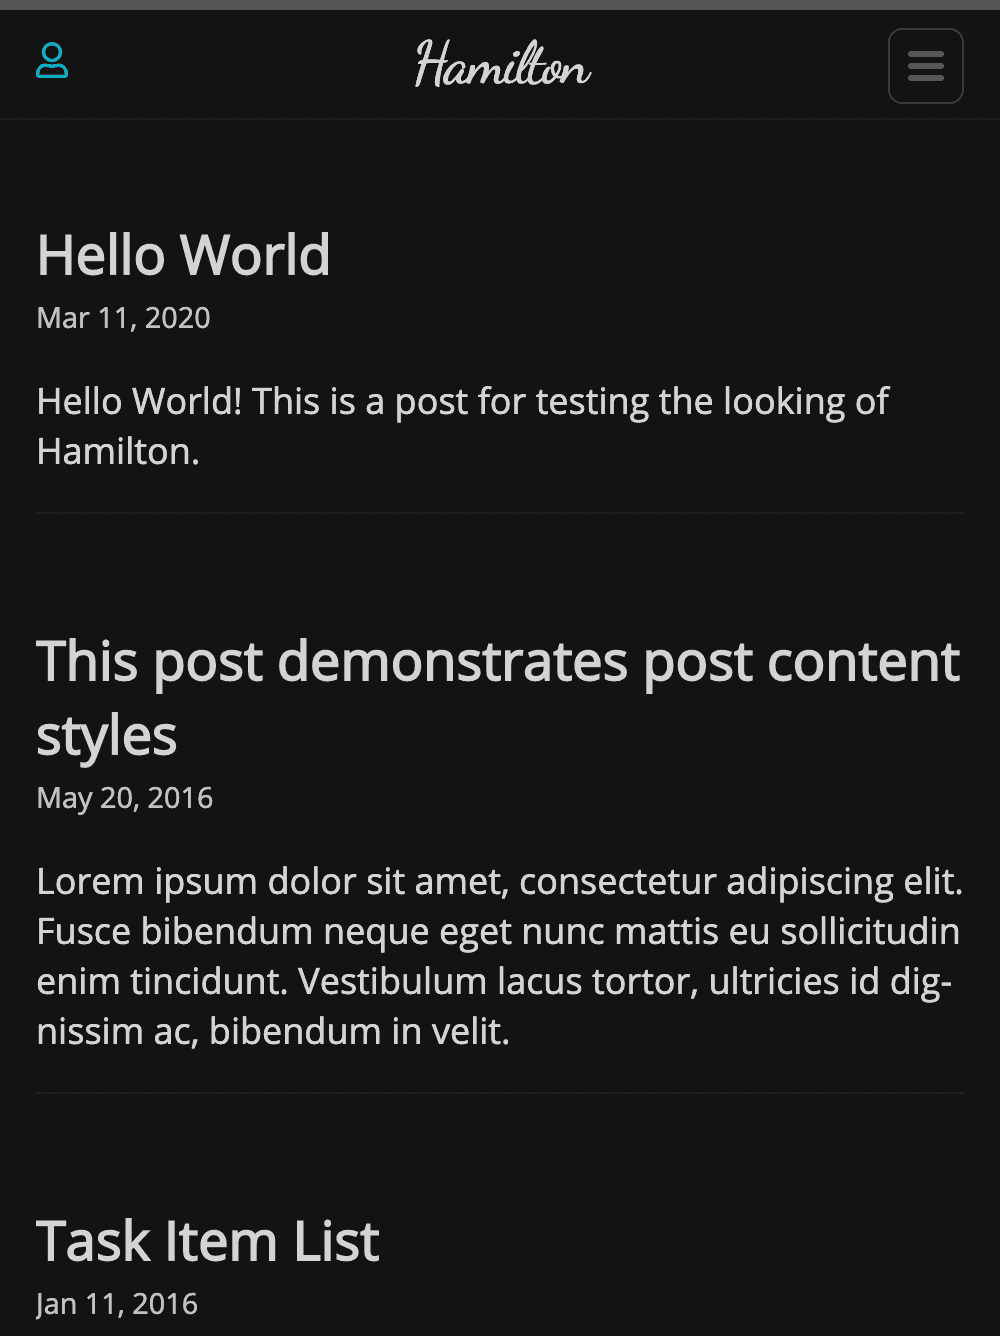 Hamilton
Hello World
Mar 11, 2020
Hello World! This is a post for testing the looking of
Hamilton.
This post demonstrates post content
styles
May 20, 2016
Lorem ipsum dolor sit amet, consectetur adipiscing elit.
Fusce bibendum neque eget nunc mattis eu sollicitudin
enim tincidunt. Vestibulum lacus tortor, ultricies id dig-
nissim ac, bibendum in velit.
Task Item List
Jan 11, 2016